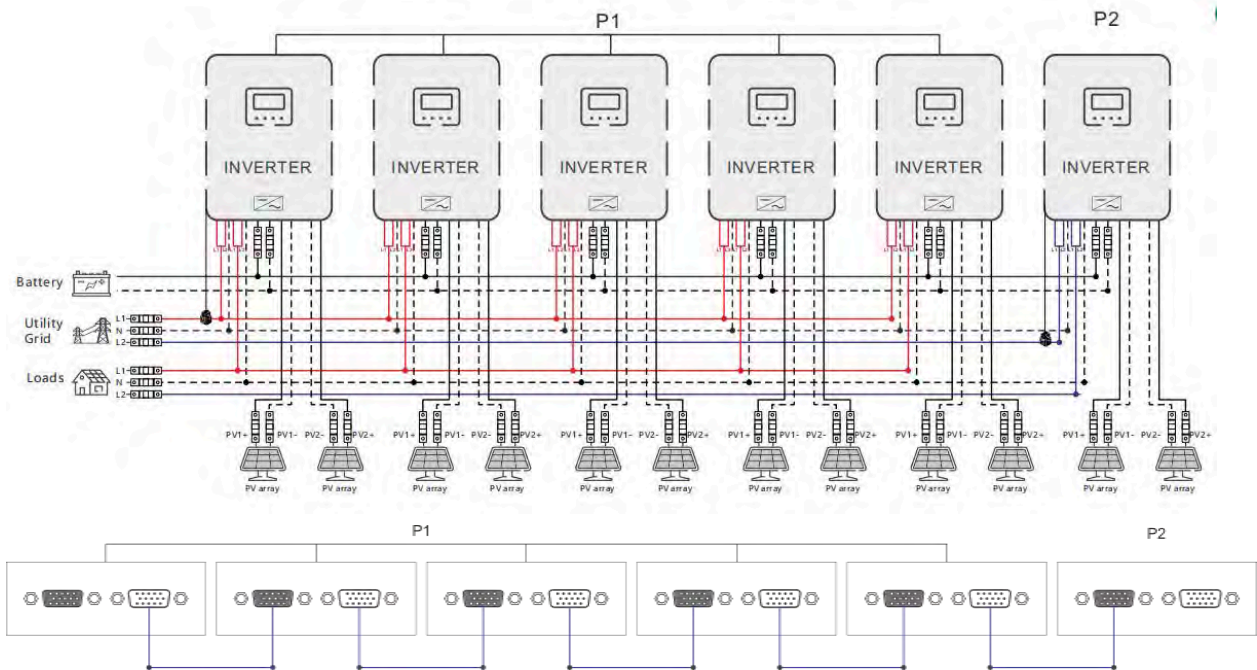 P1 P2
INVERTER INVERTER INVERTER INVERTER INVERTER INVERTER
Battery
Utility
Grid
L1
N
L2
Loads
L1
N
L2
PV1+ PV1- PV2- PV2+ PV1+ PV1- PV2- PV2+ PV1+ PV1- PV2- PV2+ PV1+ PV1- PV2- PV2+ PV1+ PV1- PV2- PV2+ PV1+ PV1- PV2- PV2+
PV array PV array PV array PV array PV array PV array PV array PV array PV array PV array PV array PV array
P1 P2